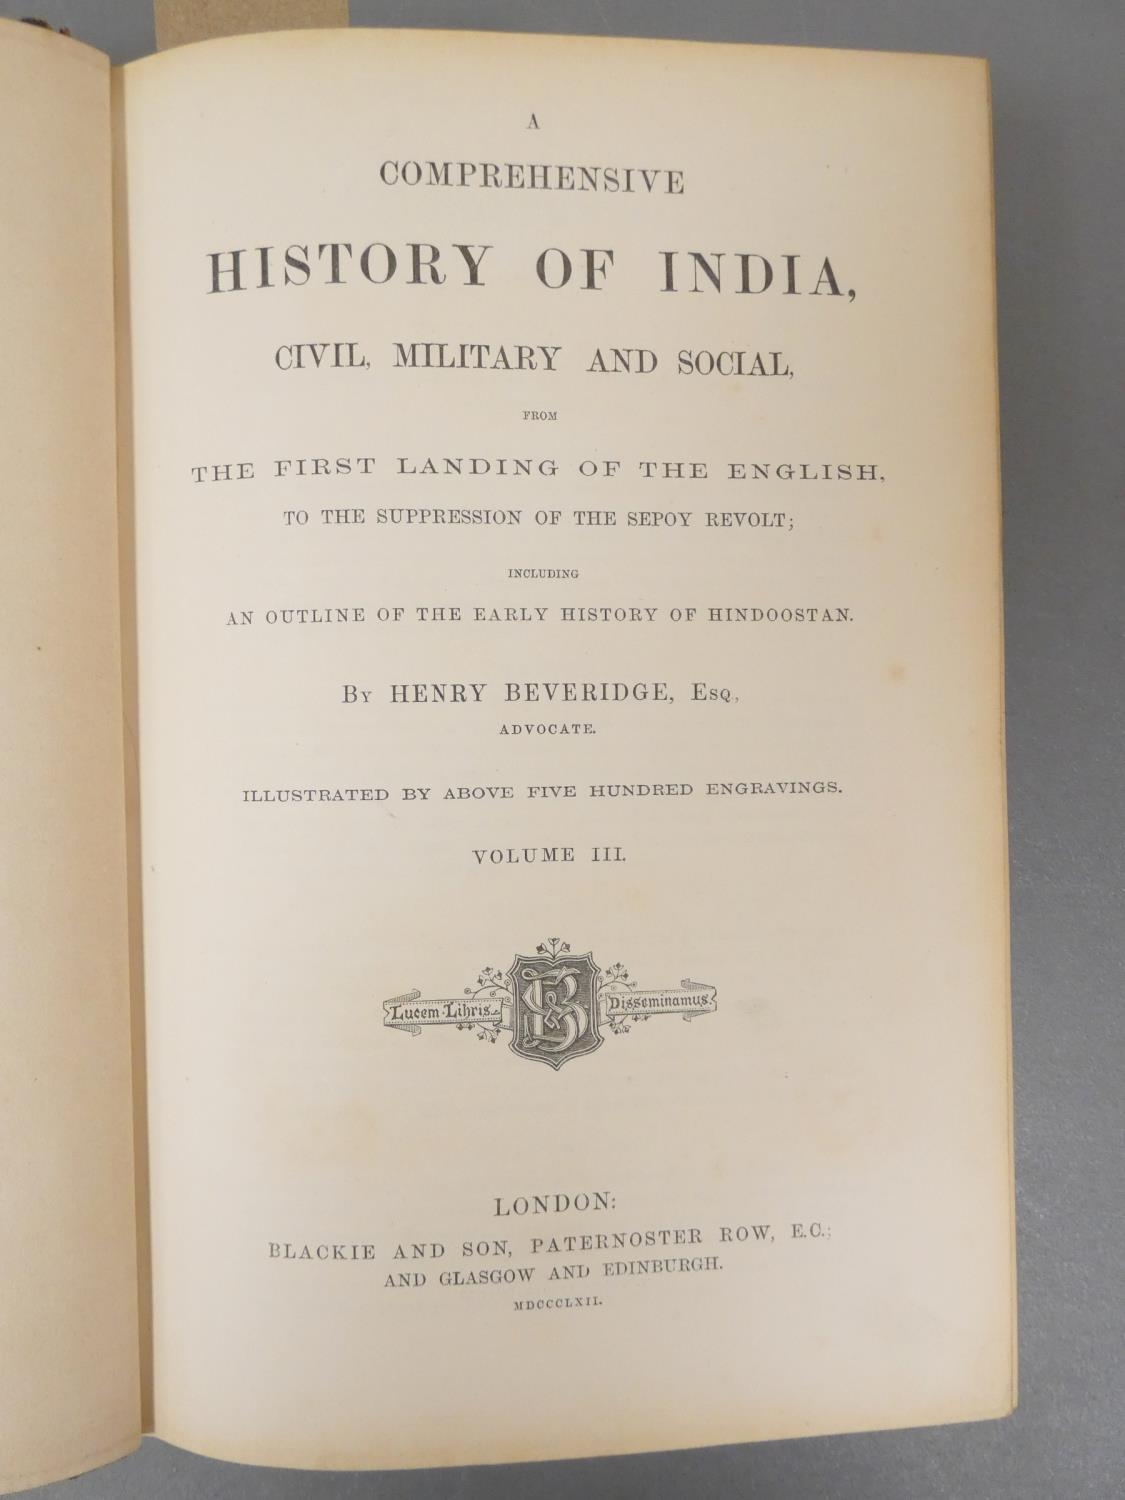 A
COMPREHENSIVE
HISTORY OF INDIA,
CIVIL, MILITARY AND SOCIAL,
FROM
THE FIRST LANDING OF THE ENGLISH,
TO THE SUPPRESSION OF THE SEPOY REVOLT;
INCLUDING
AN OUTLINE OF THE EARLY HISTORY OF HINDOOSTAN.
BY HENRY BEVERIDGE, ESQ,
ADVOCATE.
ILLUSTRATED BY ABOVE FIVE HUNDRED ENGRAVINGS.
VOLUME III.
Lucem Libris Disseminamus.
LONDON:
BLACKIE AND SON, PATERNOSTER ROW, E.C.;
AND GLASGOW AND EDINBURGH.
MDCCCLXII.